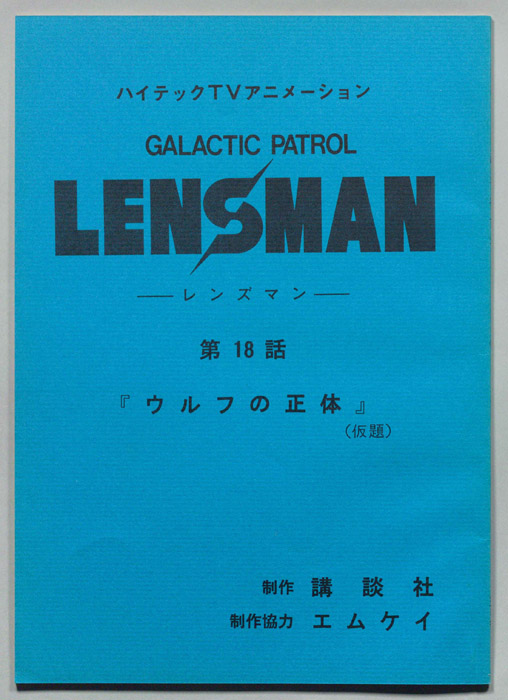 ハイテックTVアニメーション
GALACTIC PATROL
LENSMAN
──レンズマン──
第18話
『ウルフの正体』
（仮題）
制作 講談社
制作協力 エムケイ